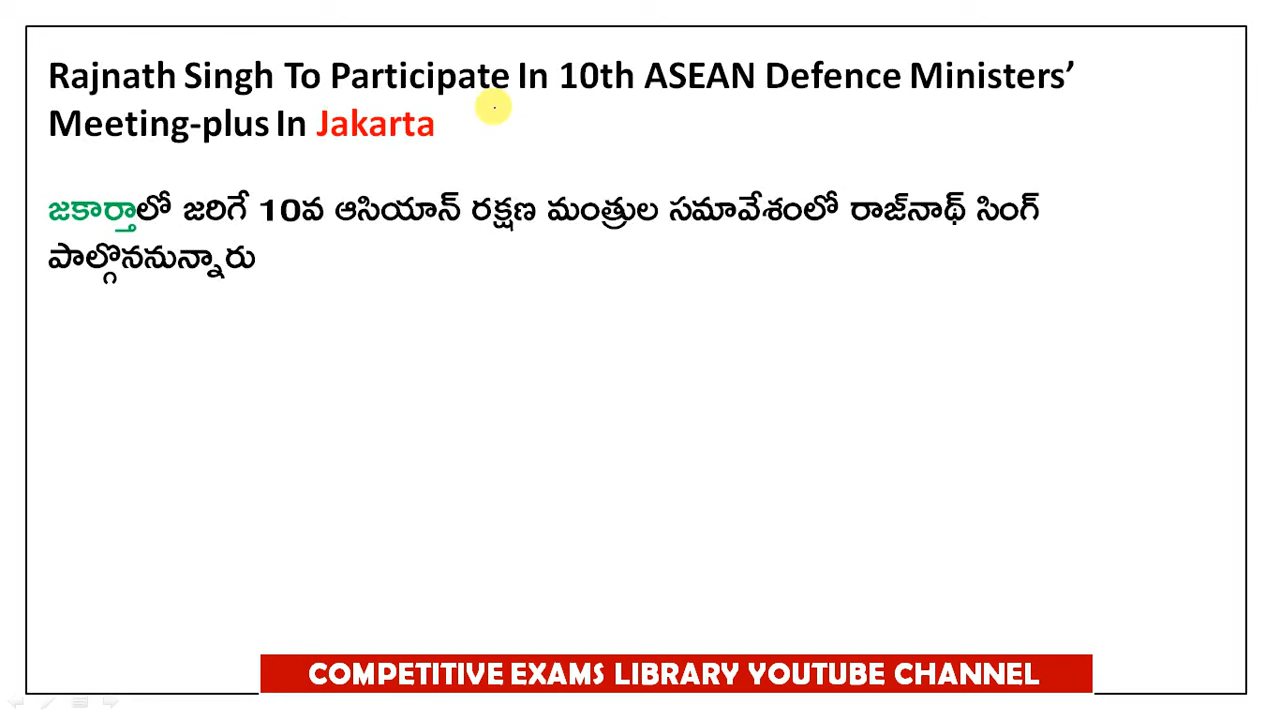 Rajnath Singh To Participate In 10th ASEAN Defence Ministers’
Meeting-plus In Jakarta
జకార్తాలో జరిగే 10వ ఆసియాన్ రక్షణ మంత్రుల సమావేశంలో రాజ్‌నాథ్ సింగ్
పాల్గొననున్నారు
COMPETITIVE EXAMS LIBRARY YOUTUBE CHANNEL